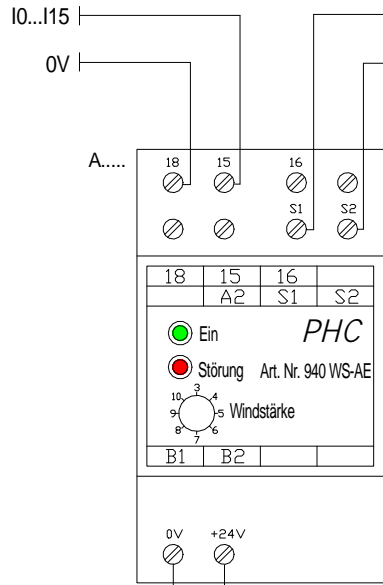 I0...I15
0V
A.....
18 15 16
S1 S2
18 15 16
A2 S1 S2
Ein PHC
Störung Art. Nr. 940 WS-AE
3
10 4
9 5 Windstärke
8 6
7
B1 B2
0V +24V